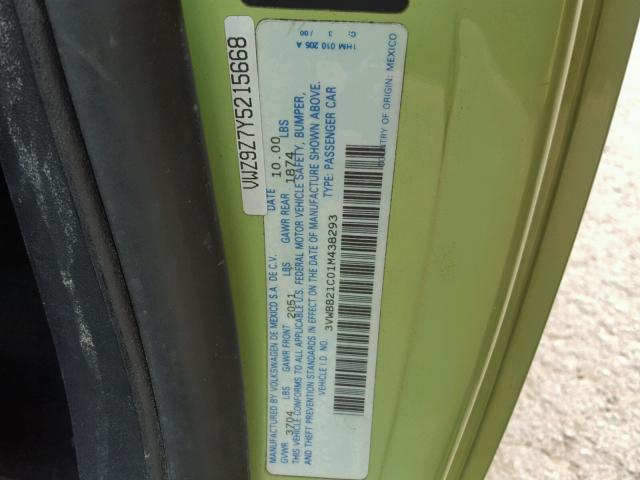 VWZ9Z7Y5215668
MANUFACTURED BY VOLKSWAGEN DE MEXICO S.A. DE C.V. DATE 10.00
GVWR 3704 LBS GAWR FRONT 2051 LBS GAWR REAR 1874 LBS
THIS VEHICLE CONFORMS TO ALL APPLICABLE U.S. FEDERAL MOTOR VEHICLE SAFETY, BUMPER,
AND THEFT PREVENTION STANDARDS IN EFFECT ON THE DATE OF MANUFACTURE SHOWN ABOVE.
VEHICLE I.D. NO. TYPE: PASSENGER CAR
3VWBB21C01M438293
COUNTRY OF ORIGIN: MEXICO
1HM 010 205 A
C: 3 / 00